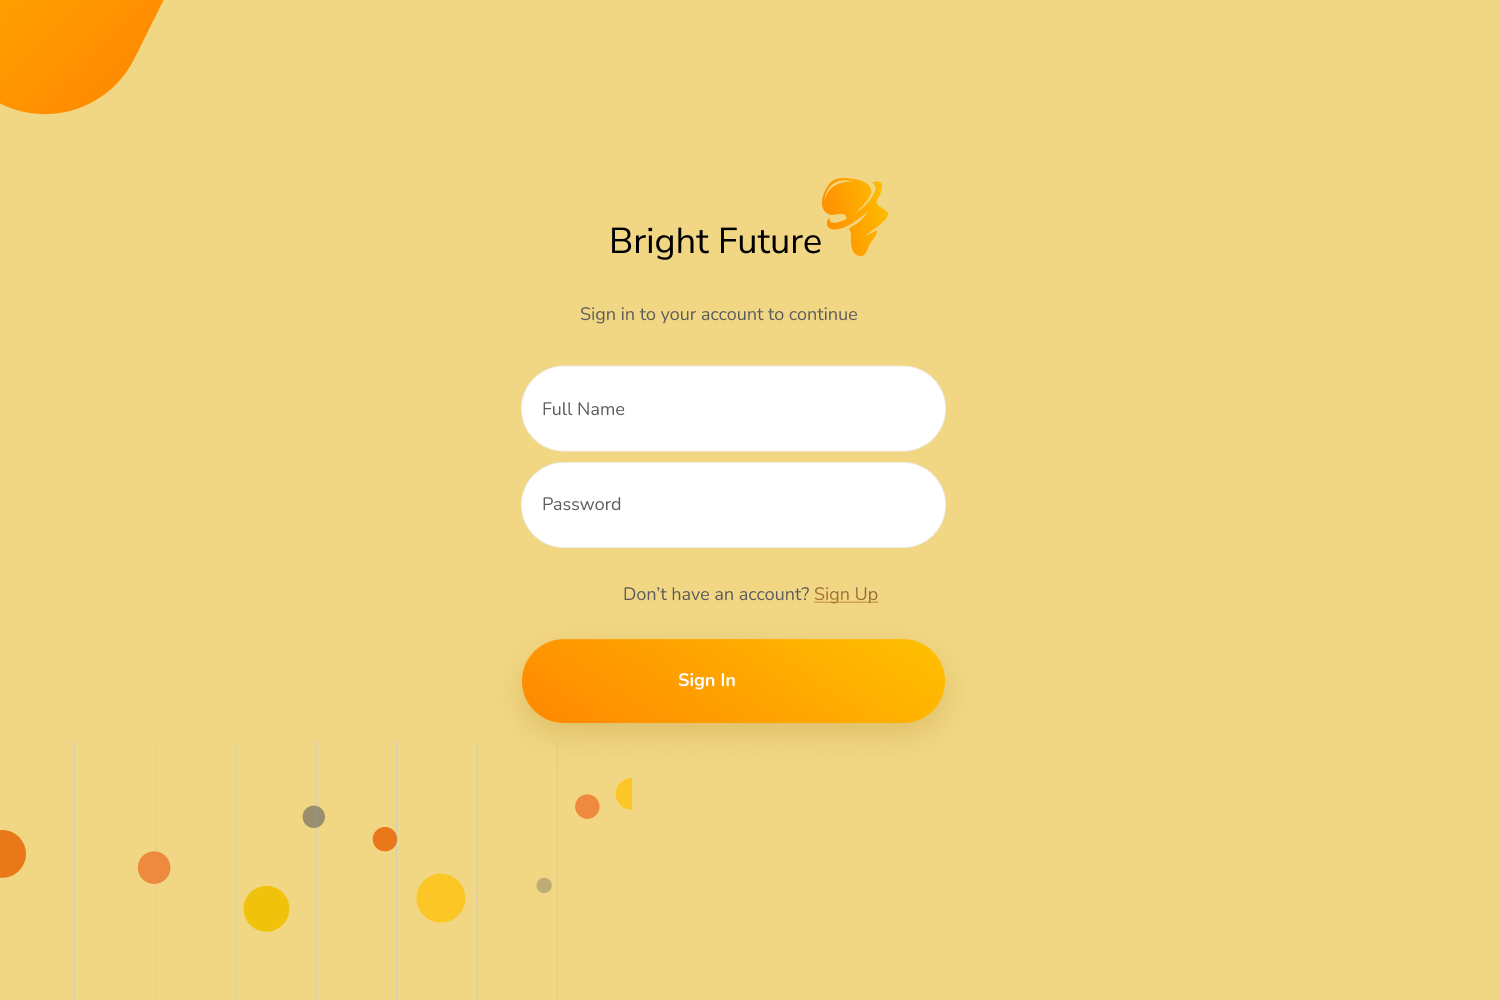 Bright Future
Sign in to your account to continue
Full Name
Password
Don’t have an account? Sign Up
Sign In